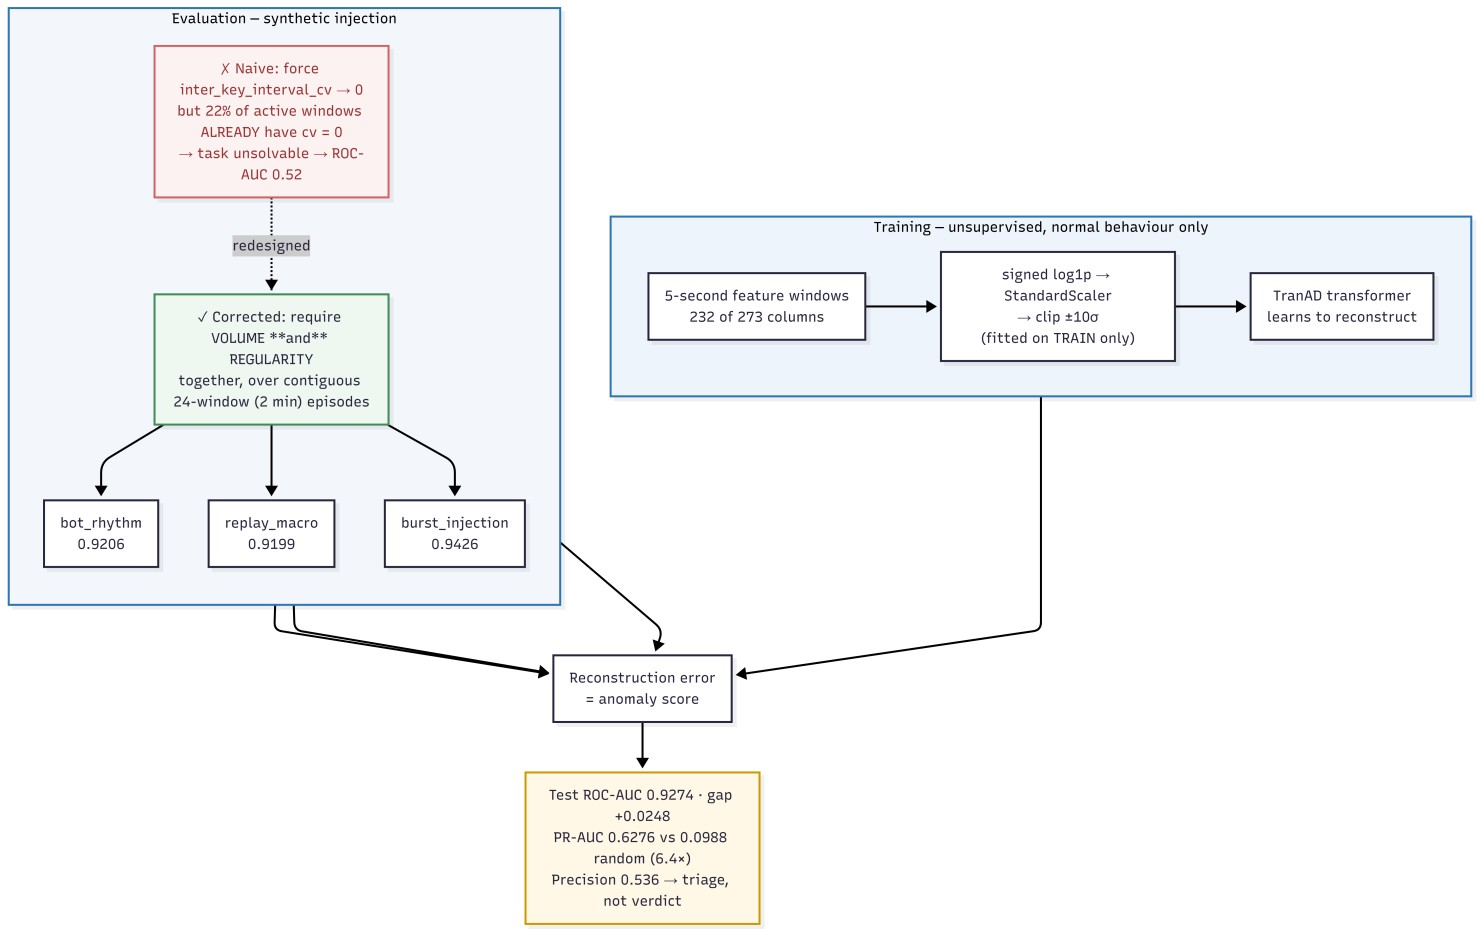 Evaluation – synthetic injection
✗ Naive: force
inter_key_interval_cv → 0
but 22% of active windows
ALREADY have cv = 0
→ task unsolvable → ROC-
AUC 0.52
redesigned
✓ Corrected: require
VOLUME **and**
REGULARITY
together, over contiguous
24-window (2 min) episodes
bot_rhythm
0.9206
replay_macro
0.9199
burst_injection
0.9426
Training – unsupervised, normal behaviour only
5-second feature windows
232 of 273 columns
signed log1p →
StandardScaler
→ clip ±10σ
(fitted on TRAIN only)
TranAD transformer
learns to reconstruct
Reconstruction error
= anomaly score
Test ROC-AUC 0.9274 · gap
+0.0248
PR-AUC 0.6276 vs 0.0988
random (6.4×)
Precision 0.536 → triage,
not verdict